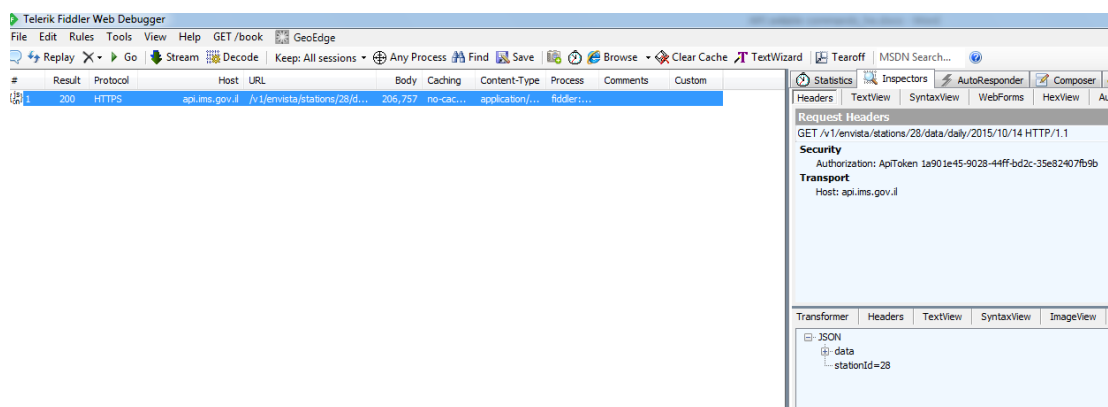 Telerik Fiddler Web Debugger
File Edit Rules Tools View Help GET /book GeoEdge
Replay X Go Stream Decode Keep: All sessions Any Process Find Save Browse Clear Cache TextWizard Tearoff MSDN Search...
# Result Protocol Host URL Body Caching Content-Type Process Comments Custom
1 200 HTTPS api.ims.gov.il /v1/envista/stations/28/d... 206,757 no-cac... application/... fiddler:...
Statistics Inspectors AutoResponder Composer
Headers TextView SyntaxView WebForms HexView Au
Request Headers
GET /v1/envista/stations/28/data/daily/2015/10/14 HTTP/1.1
Security
Authorization: ApiToken 1a901e45-9028-44ff-bd2c-35e82407fb9b
Transport
Host: api.ims.gov.il
Transformer Headers TextView SyntaxView ImageView
JSON
data
stationId=28